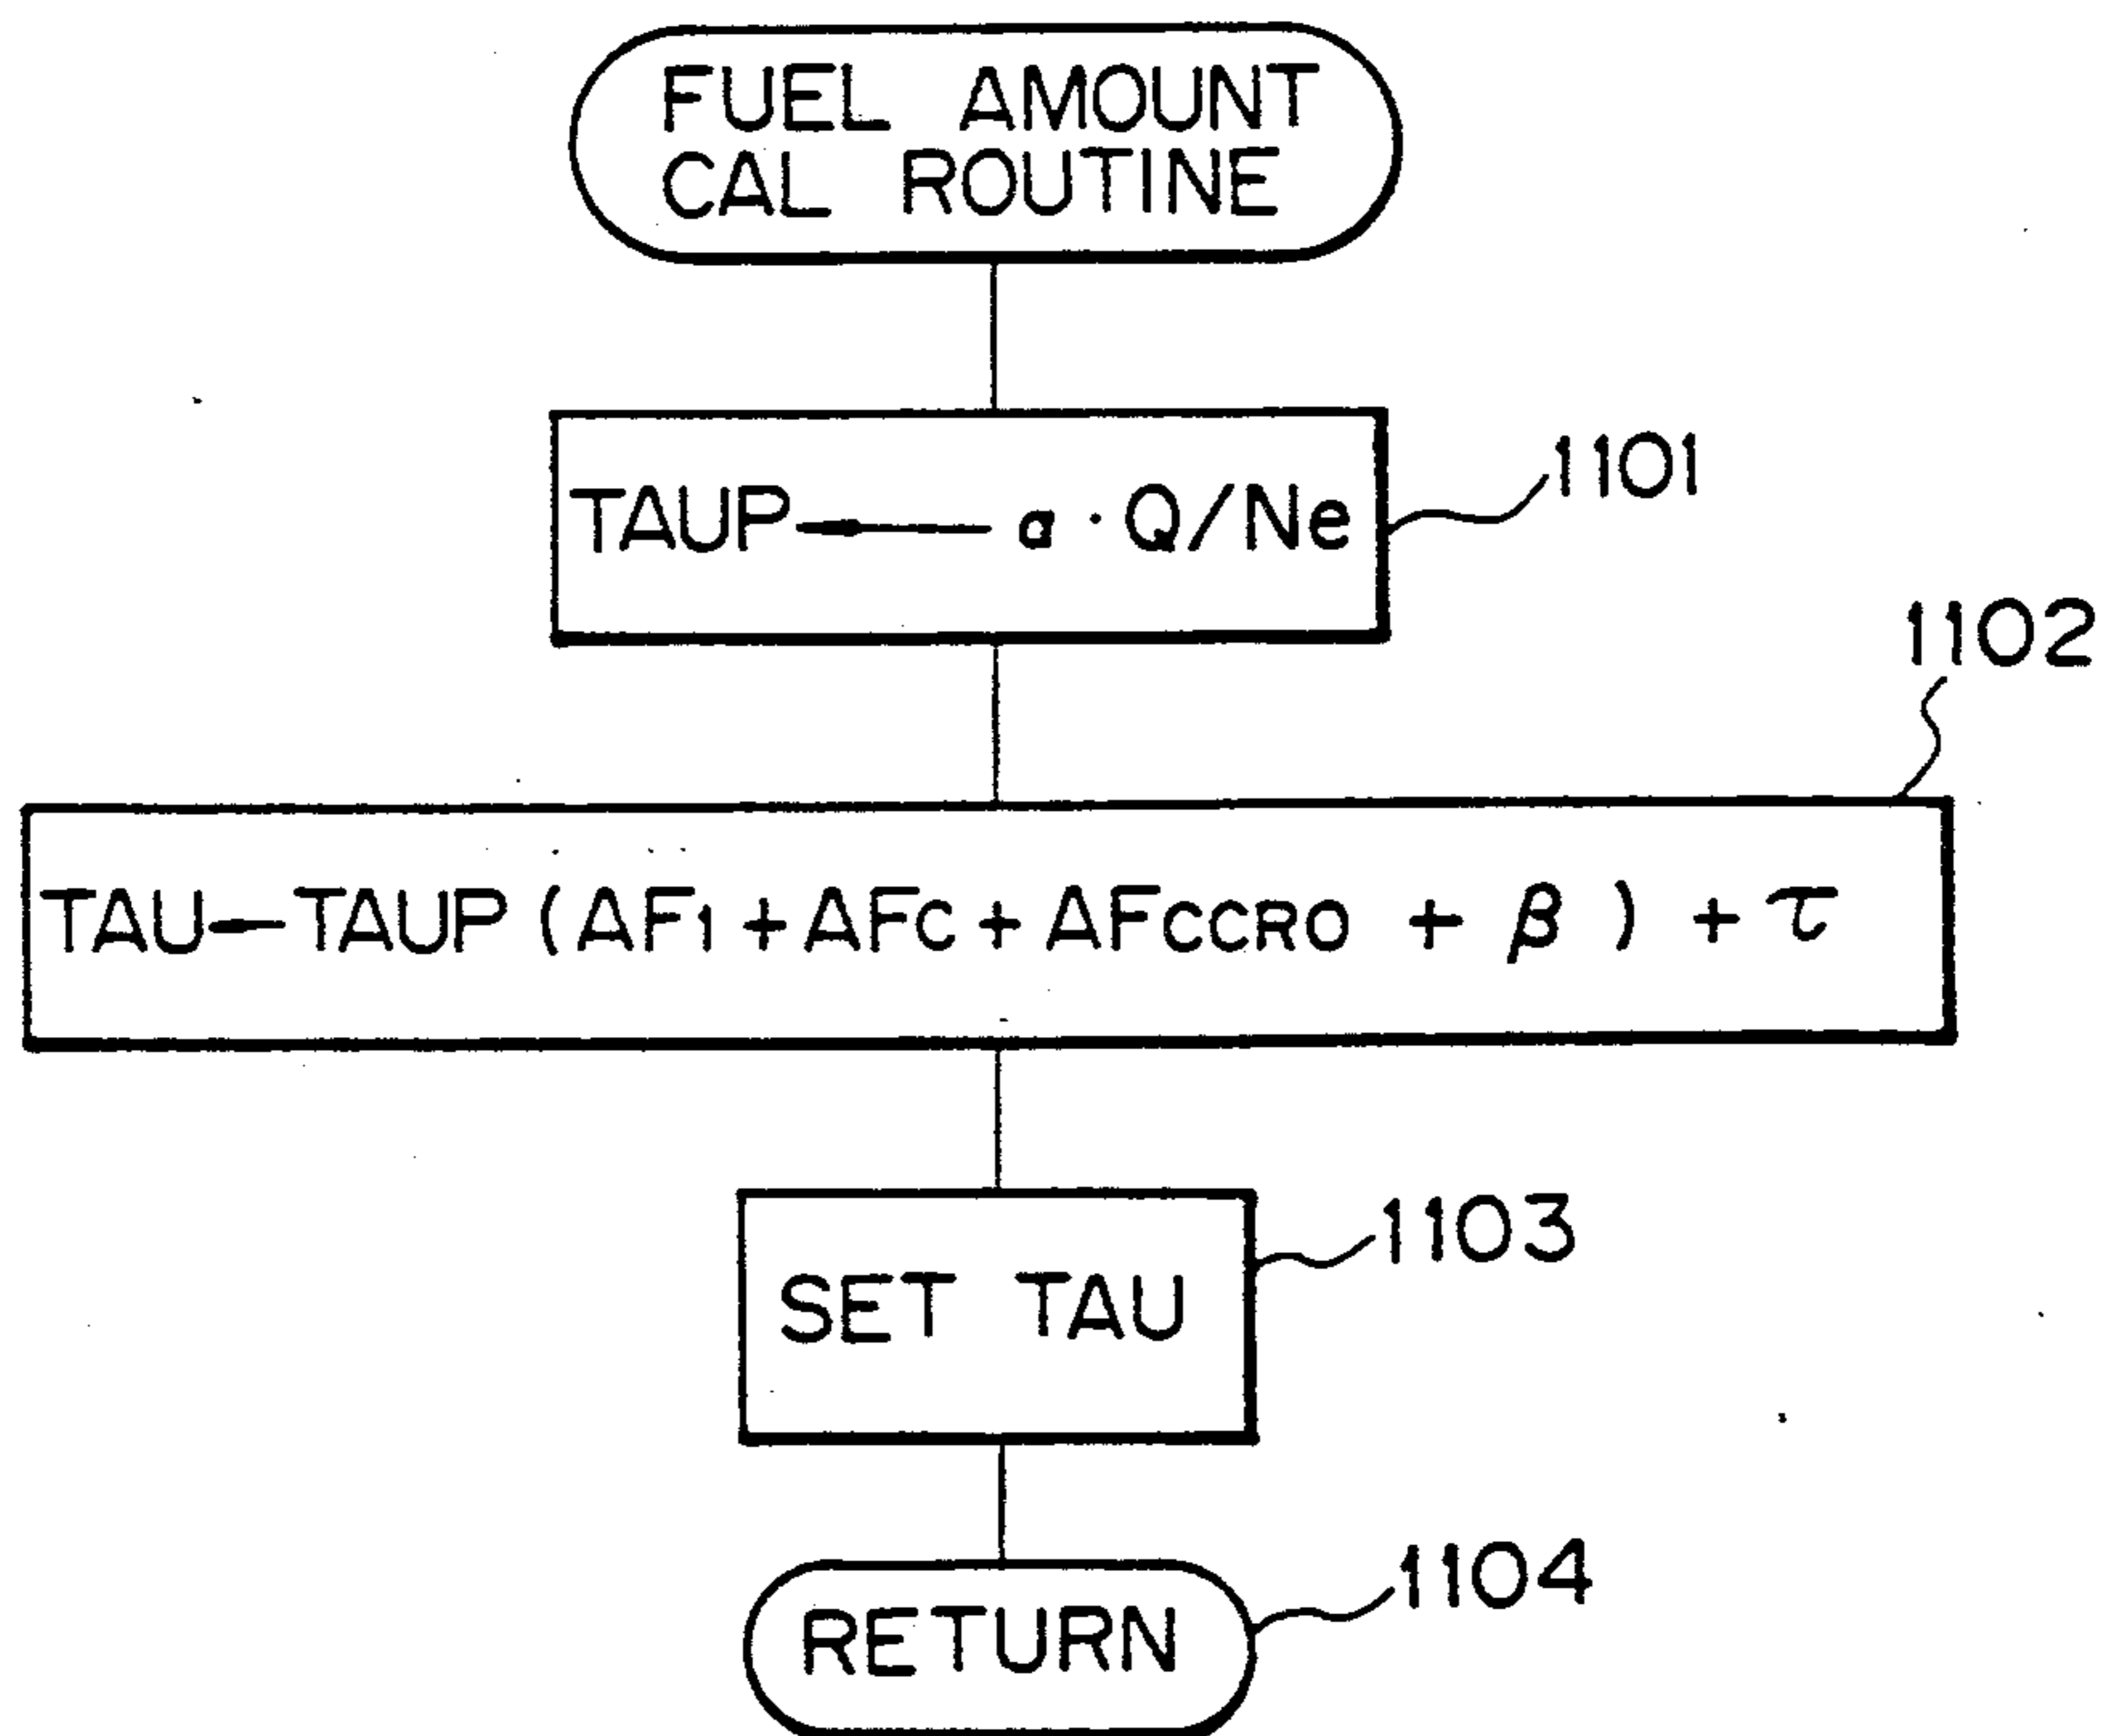 FUEL AMOUNT
CAL ROUTINE
TAUP ← α · Q/Ne
1101
1102
TAU ← TAUP (AF1 + AFC + AFCCRO + β ) + τ
1103
SET TAU
1104
RETURN